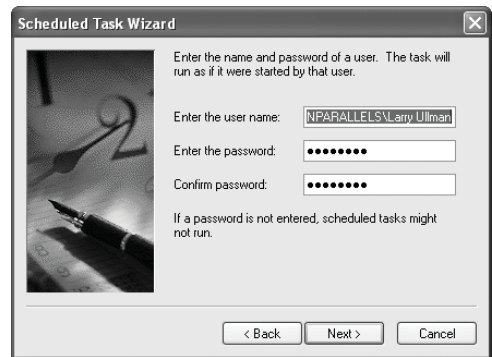 Scheduled Task Wizard
Enter the name and password of a user. The task will
run as if it were started by that user.
Enter the user name: NPARALLELS\Larry Ullman
Enter the password: ●●●●●●●●
Confirm password: ●●●●●●●●
If a password is not entered, scheduled tasks might
not run.
< Back Next > Cancel